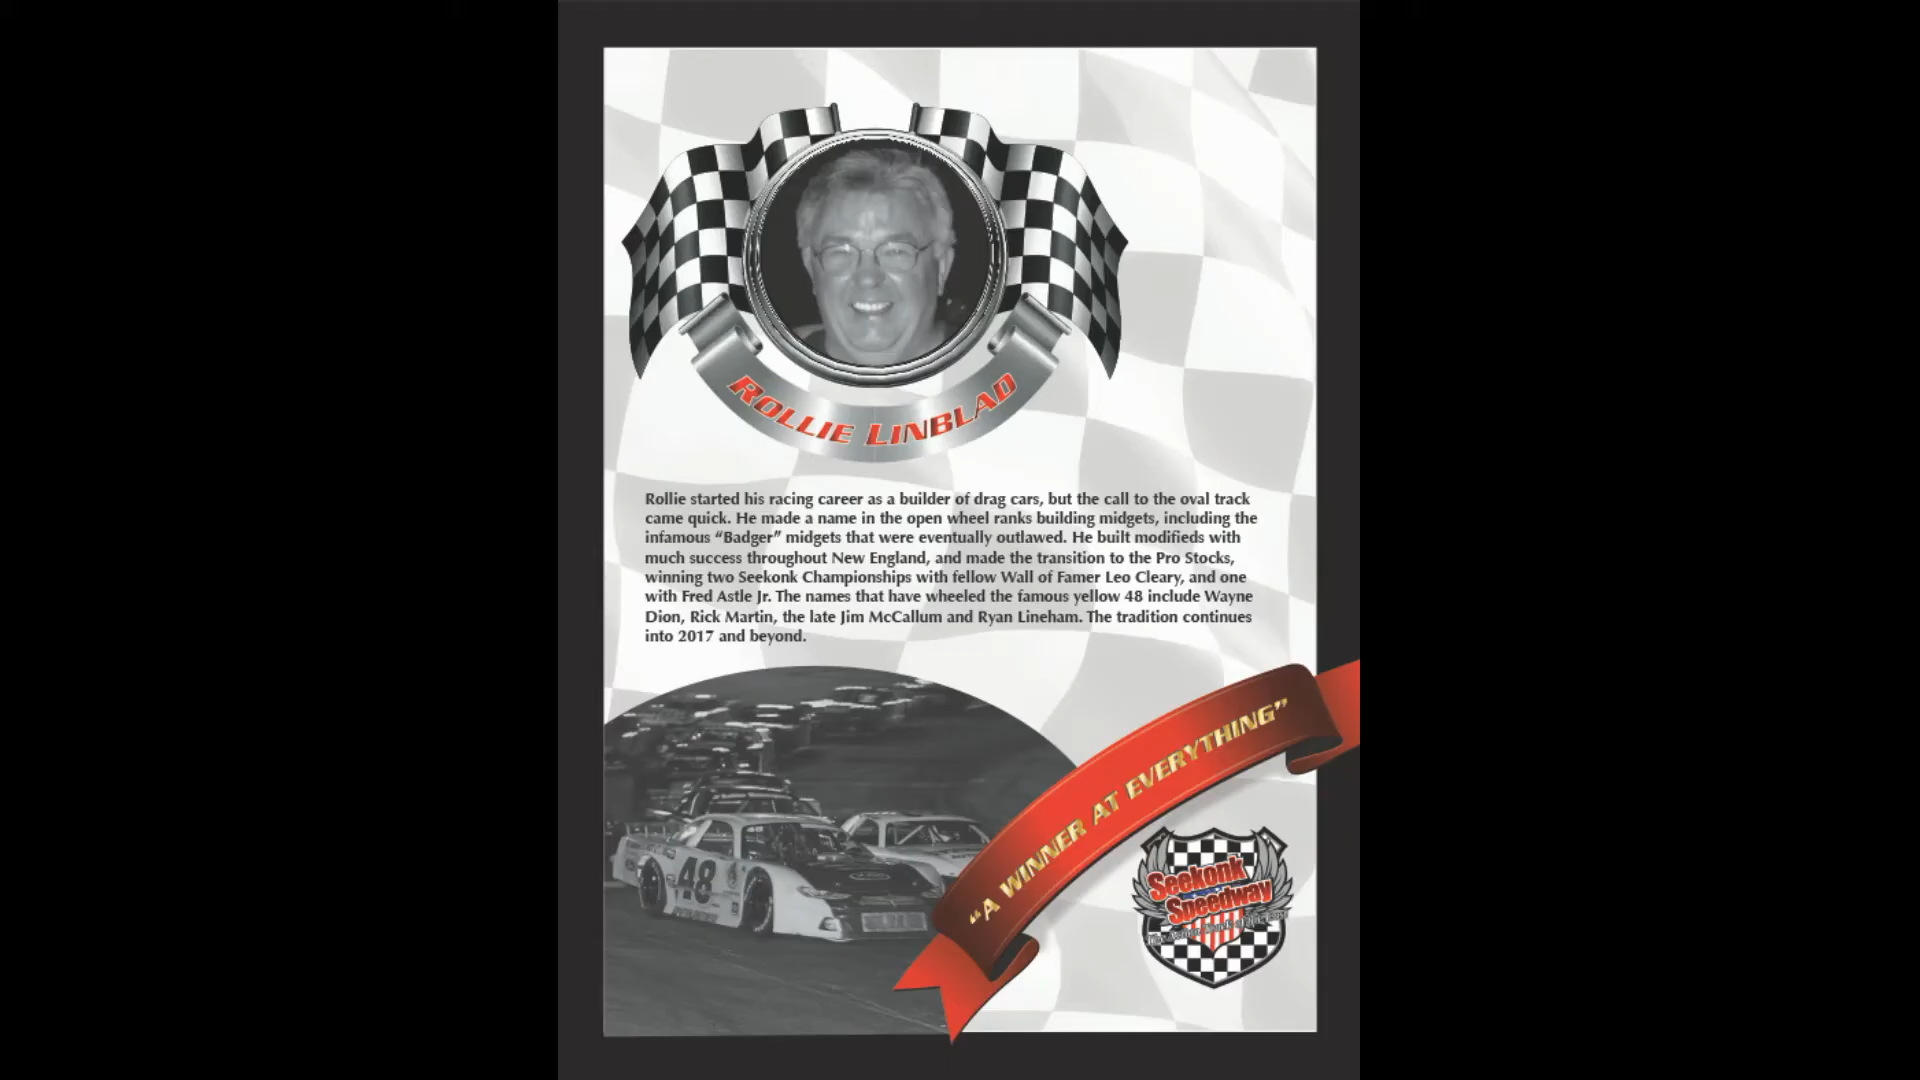 ROLLIE LINBLAD
Rollie started his racing career as a builder of drag cars, but the call to the oval track
came quick. He made a name in the open wheel ranks building midgets, including the
infamous “Badger” midgets that were eventually outlawed. He built modifieds with
much success throughout New England, and made the transition to the Pro Stocks,
winning two Seekonk Championships with fellow Wall of Famer Leo Cleary, and one
with Fred Astle Jr. The names that have wheeled the famous yellow 48 include Wayne
Dion, Rick Martin, the late Jim McCallum and Ryan Lineham. The tradition continues
into 2017 and beyond.
“A WINNER AT EVERYTHING”
48
Seekonk
Speedway